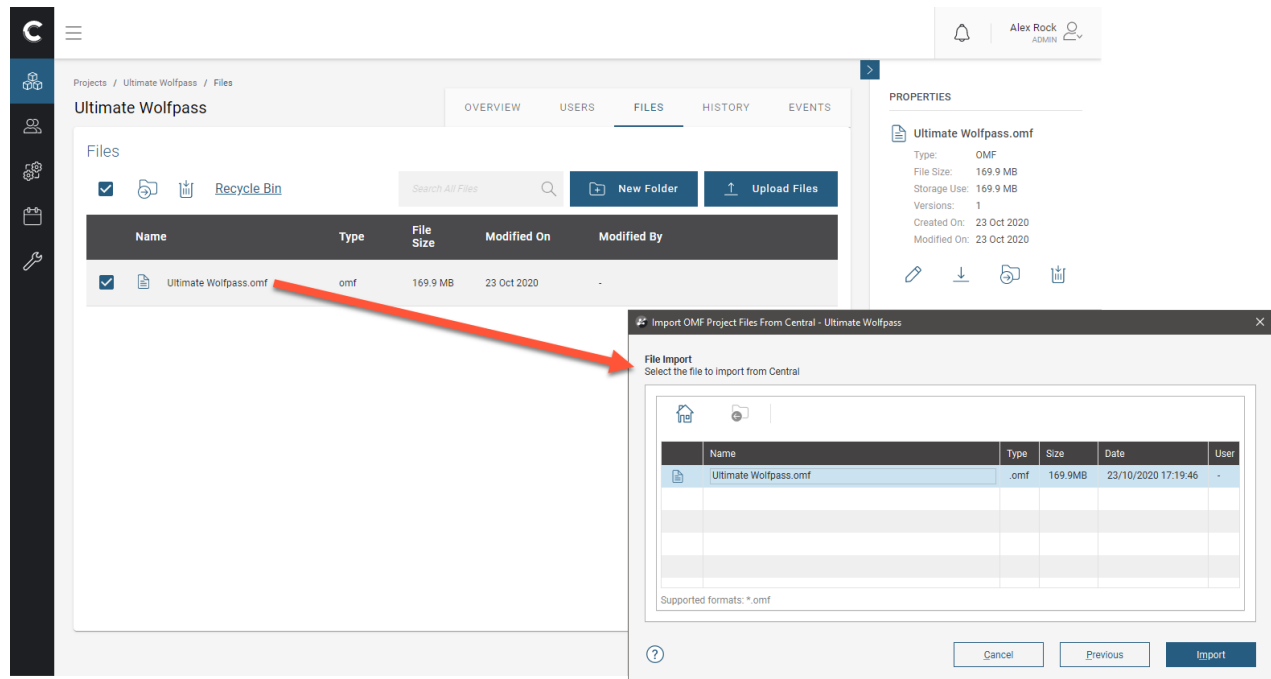 C
Alex Rock
ADMIN
Projects / Ultimate Wolfpass / Files
Ultimate Wolfpass
OVERVIEW USERS FILES HISTORY EVENTS
Files
Recycle Bin
Search All Files
New Folder
Upload Files
Name Type File Size Modified On Modified By
Ultimate Wolfpass.omf omf 169.9 MB 23 Oct 2020 -
PROPERTIES
Ultimate Wolfpass.omf
Type: OMF
File Size: 169.9 MB
Storage Use: 169.9 MB
Versions: 1
Created On: 23 Oct 2020
Modified On: 23 Oct 2020
Import OMF Project Files From Central - Ultimate Wolfpass
File Import
Select the file to import from Central
Name Type Size Date User
Ultimate Wolfpass.omf .omf 169.9MB 23/10/2020 17:19:46 -
Supported formats: *.omf
?
Cancel Previous Import